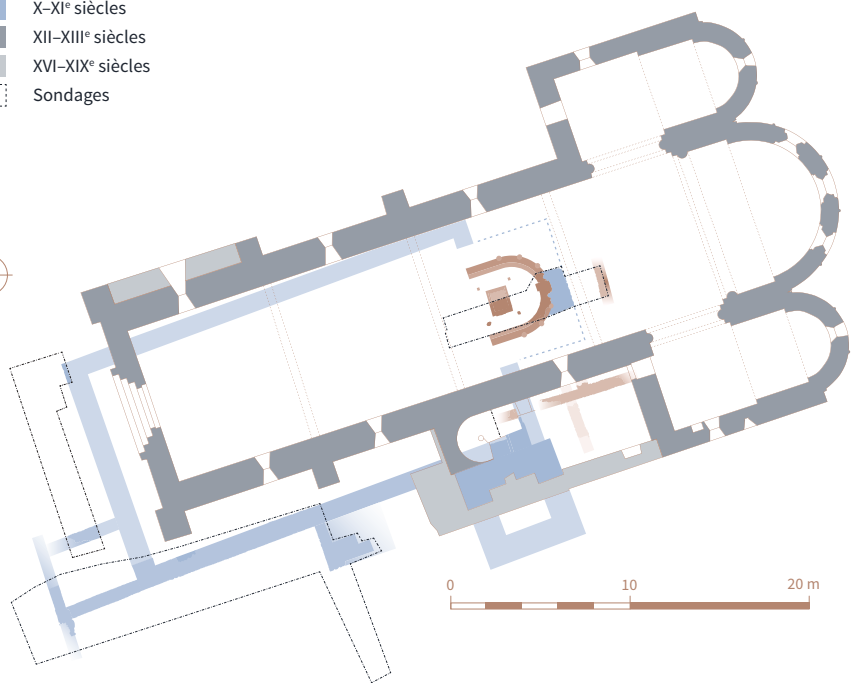 X–XIᵉ siècles
XII–XIIIᵉ siècles
XVI–XIXᵉ siècles
Sondages
0 10 20 m